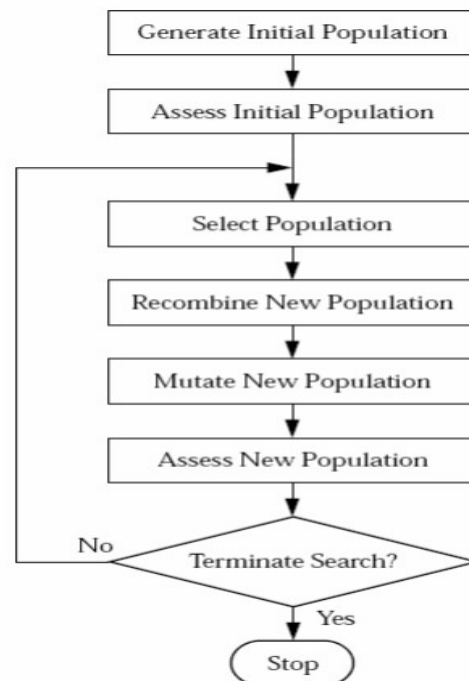 Generate Initial Population
Assess Initial Population
Select Population
Recombine New Population
Mutate New Population
Assess New Population
No
Terminate Search?
Yes
Stop